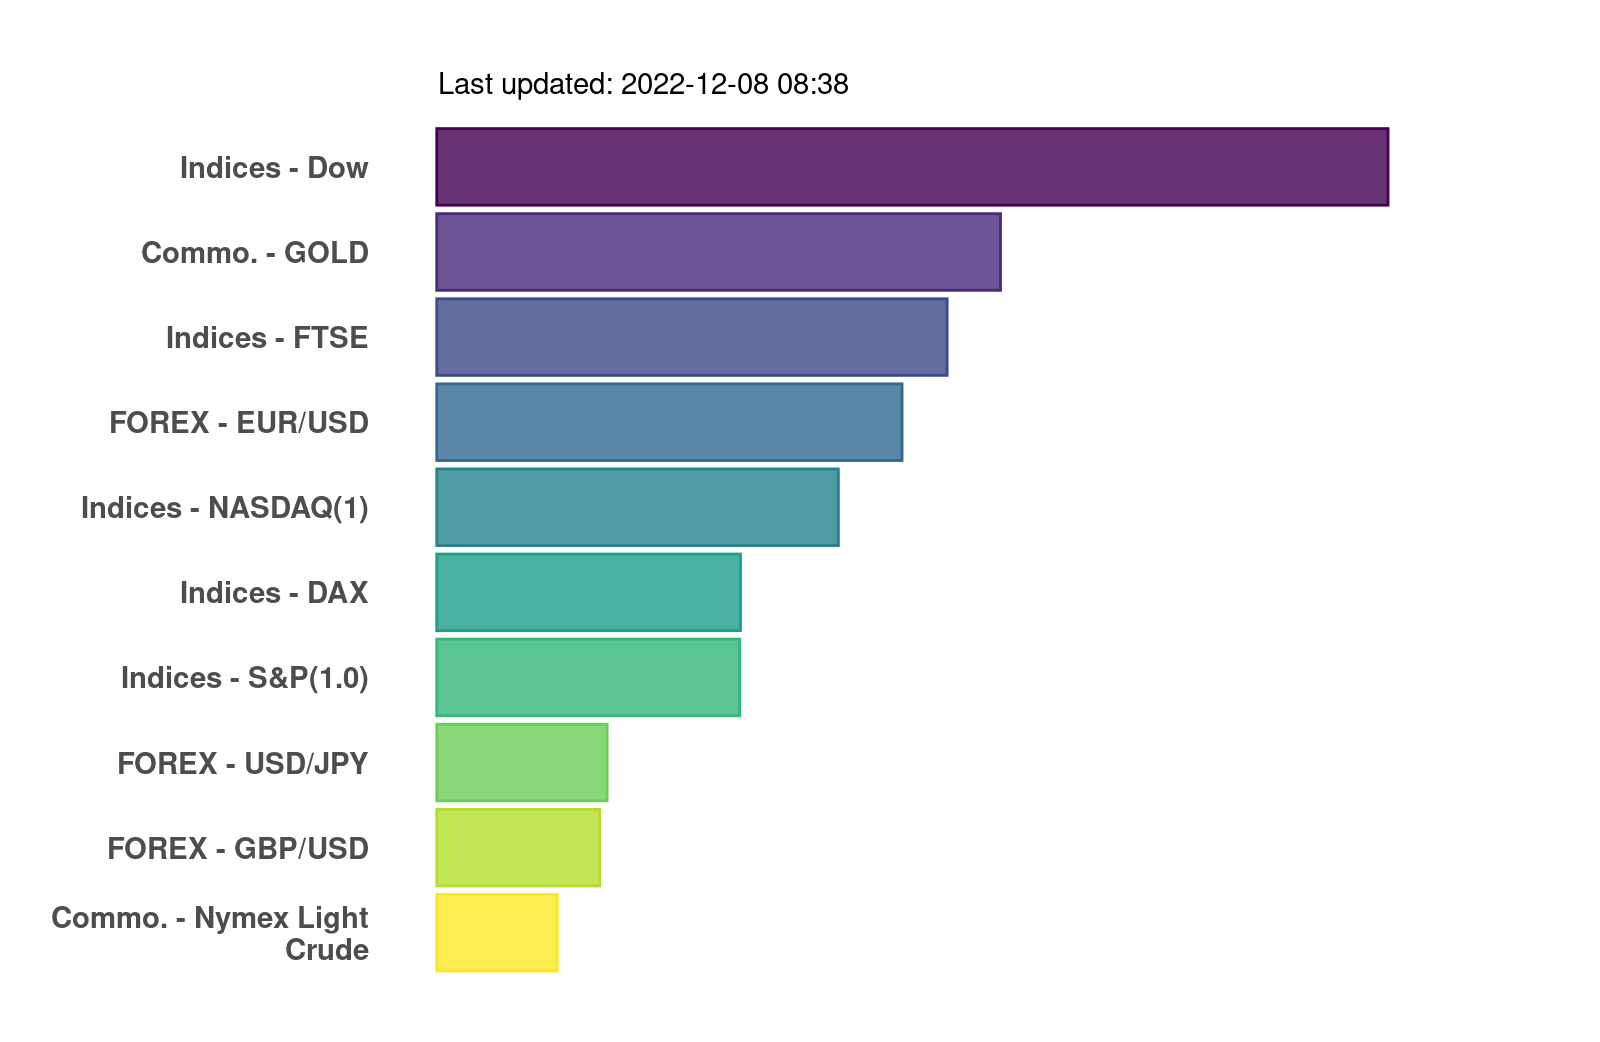 Last updated: 2022-12-08 08:38
Indices - Dow
Commo. - GOLD
Indices - FTSE
FOREX - EUR/USD
Indices - NASDAQ(1)
Indices - DAX
Indices - S&P(1.0)
FOREX - USD/JPY
FOREX - GBP/USD
Commo. - Nymex Light
Crude